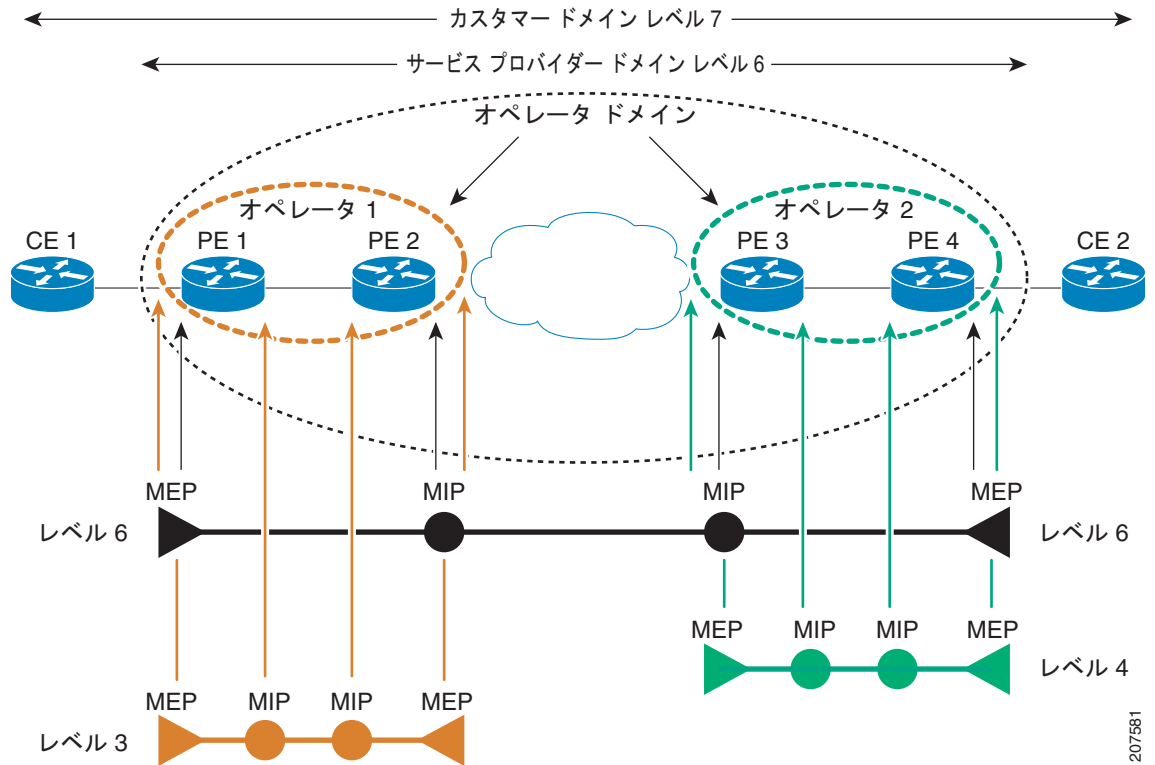 カスタマー ドメイン レベル 7
サービス プロバイダー ドメイン レベル 6
オペレータ ドメイン
オペレータ 1
オペレータ 2
CE 1
PE 1
PE 2
PE 3
PE 4
CE 2
MEP
MIP
MIP
MEP
レベル 6
レベル 6
MEP
MIP
MIP
MEP
レベル 4
MEP
MIP
MIP
MEP
レベル 3
207581